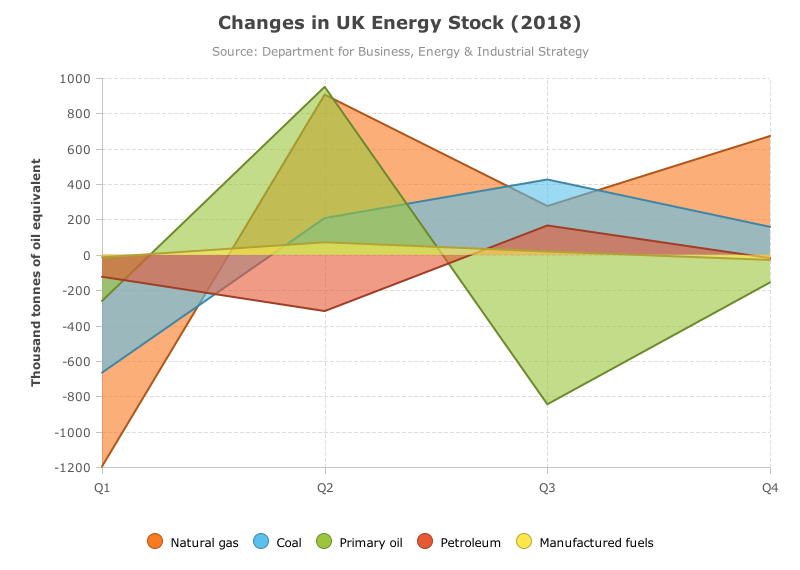 Changes in UK Energy Stock (2018)
Source: Department for Business, Energy & Industrial Strategy
Thousand tonnes of oil equivalent
1000
800
600
400
200
0
-200
-400
-600
-800
-1000
-1200
Q1 Q2 Q3 Q4
Natural gas Coal Primary oil Petroleum Manufactured fuels